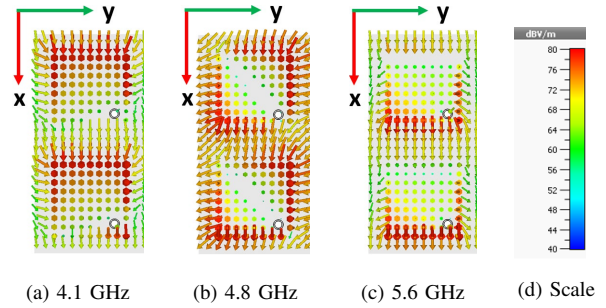 y
y
y
x
x
x
dBV/m
80
76
72
68
64
60
56
52
48
44
40
(a) 4.1 GHz
(b) 4.8 GHz
(c) 5.6 GHz
(d) Scale